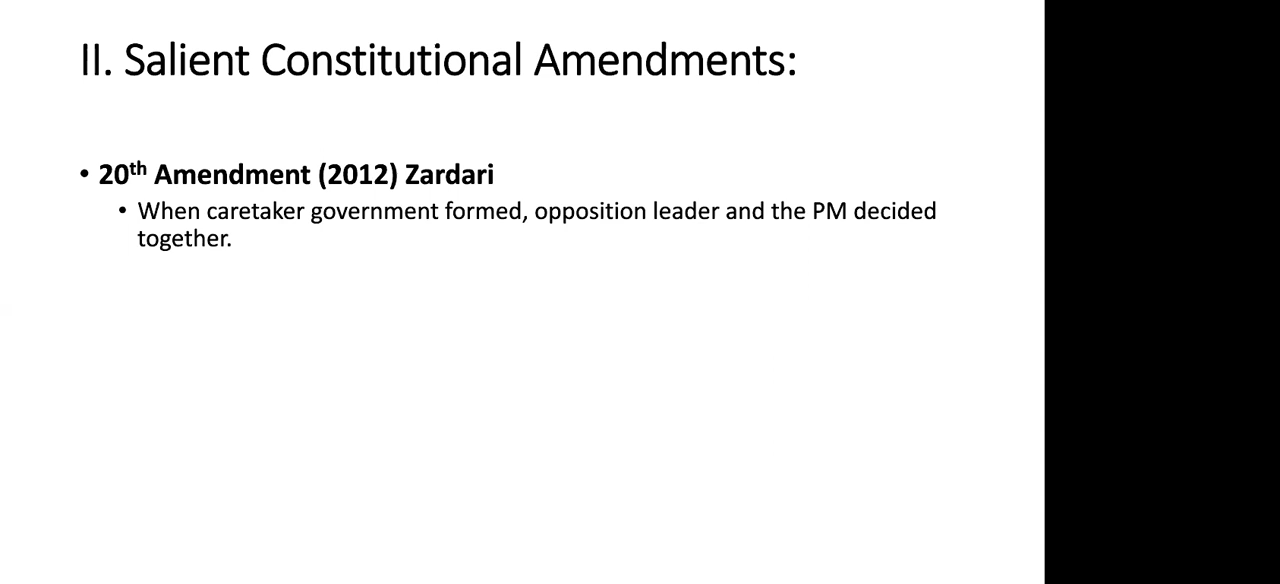 II. Salient Constitutional Amendments:
• 20th Amendment (2012) Zardari
• When caretaker government formed, opposition leader and the PM decided
together.